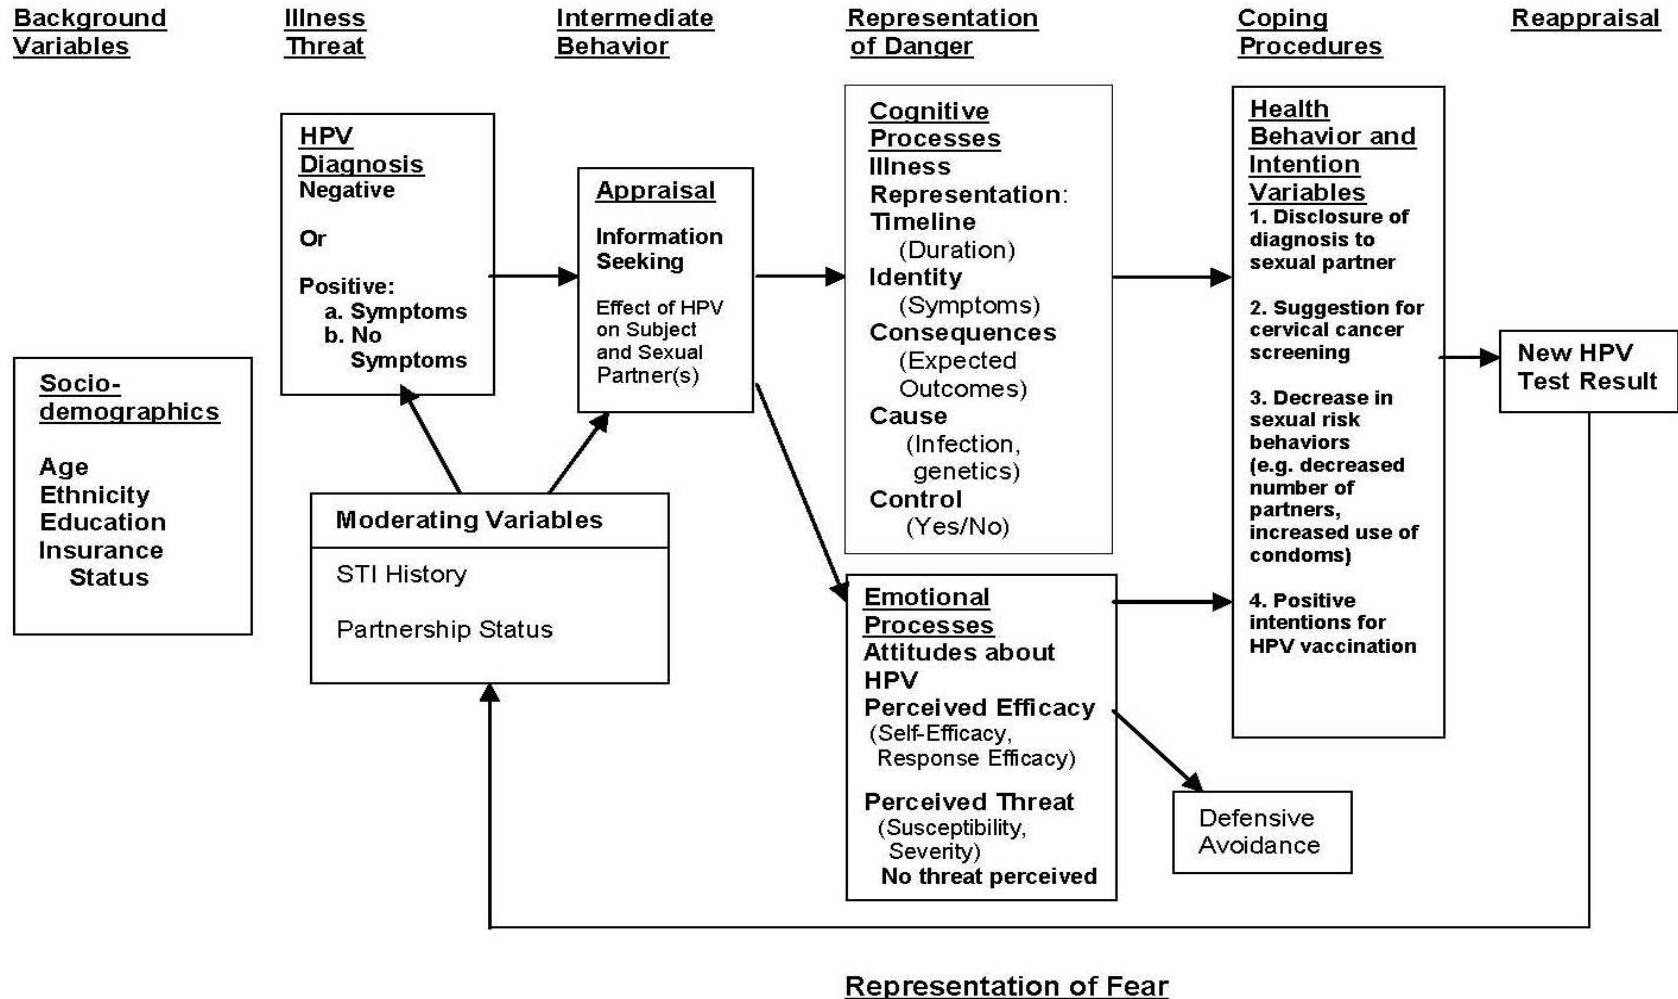 Background
Variables
Illness
Threat
Intermediate
Behavior
Representation
of Danger
Coping
Procedures
Reappraisal
Socio-
demographics
Age
Ethnicity
Education
Insurance
Status
HPV
Diagnosis
Negative
Or
Positive:
a. Symptoms
b. No
Symptoms
Moderating Variables
STI History
Partnership Status
Appraisal
Information
Seeking
Effect of HPV
on Subject
and Sexual
Partner(s)
Cognitive
Processes
Illness
Representation:
Timeline
(Duration)
Identity
(Symptoms)
Consequences
(Expected
Outcomes)
Cause
(Infection,
genetics)
Control
(Yes/No)
Emotional
Processes
Attitudes about
HPV
Perceived Efficacy
(Self-Efficacy,
Response Efficacy)
Perceived Threat
(Susceptibility,
Severity)
No threat perceived
Health
Behavior and
Intention
Variables
1. Disclosure of
diagnosis to
sexual partner
2. Suggestion for
cervical cancer
screening
3. Decrease in
sexual risk
behaviors
(e.g. decreased
number of
partners,
increased use of
condoms)
4. Positive
intentions for
HPV vaccination
Defensive
Avoidance
New HPV
Test Result
Representation of Fear